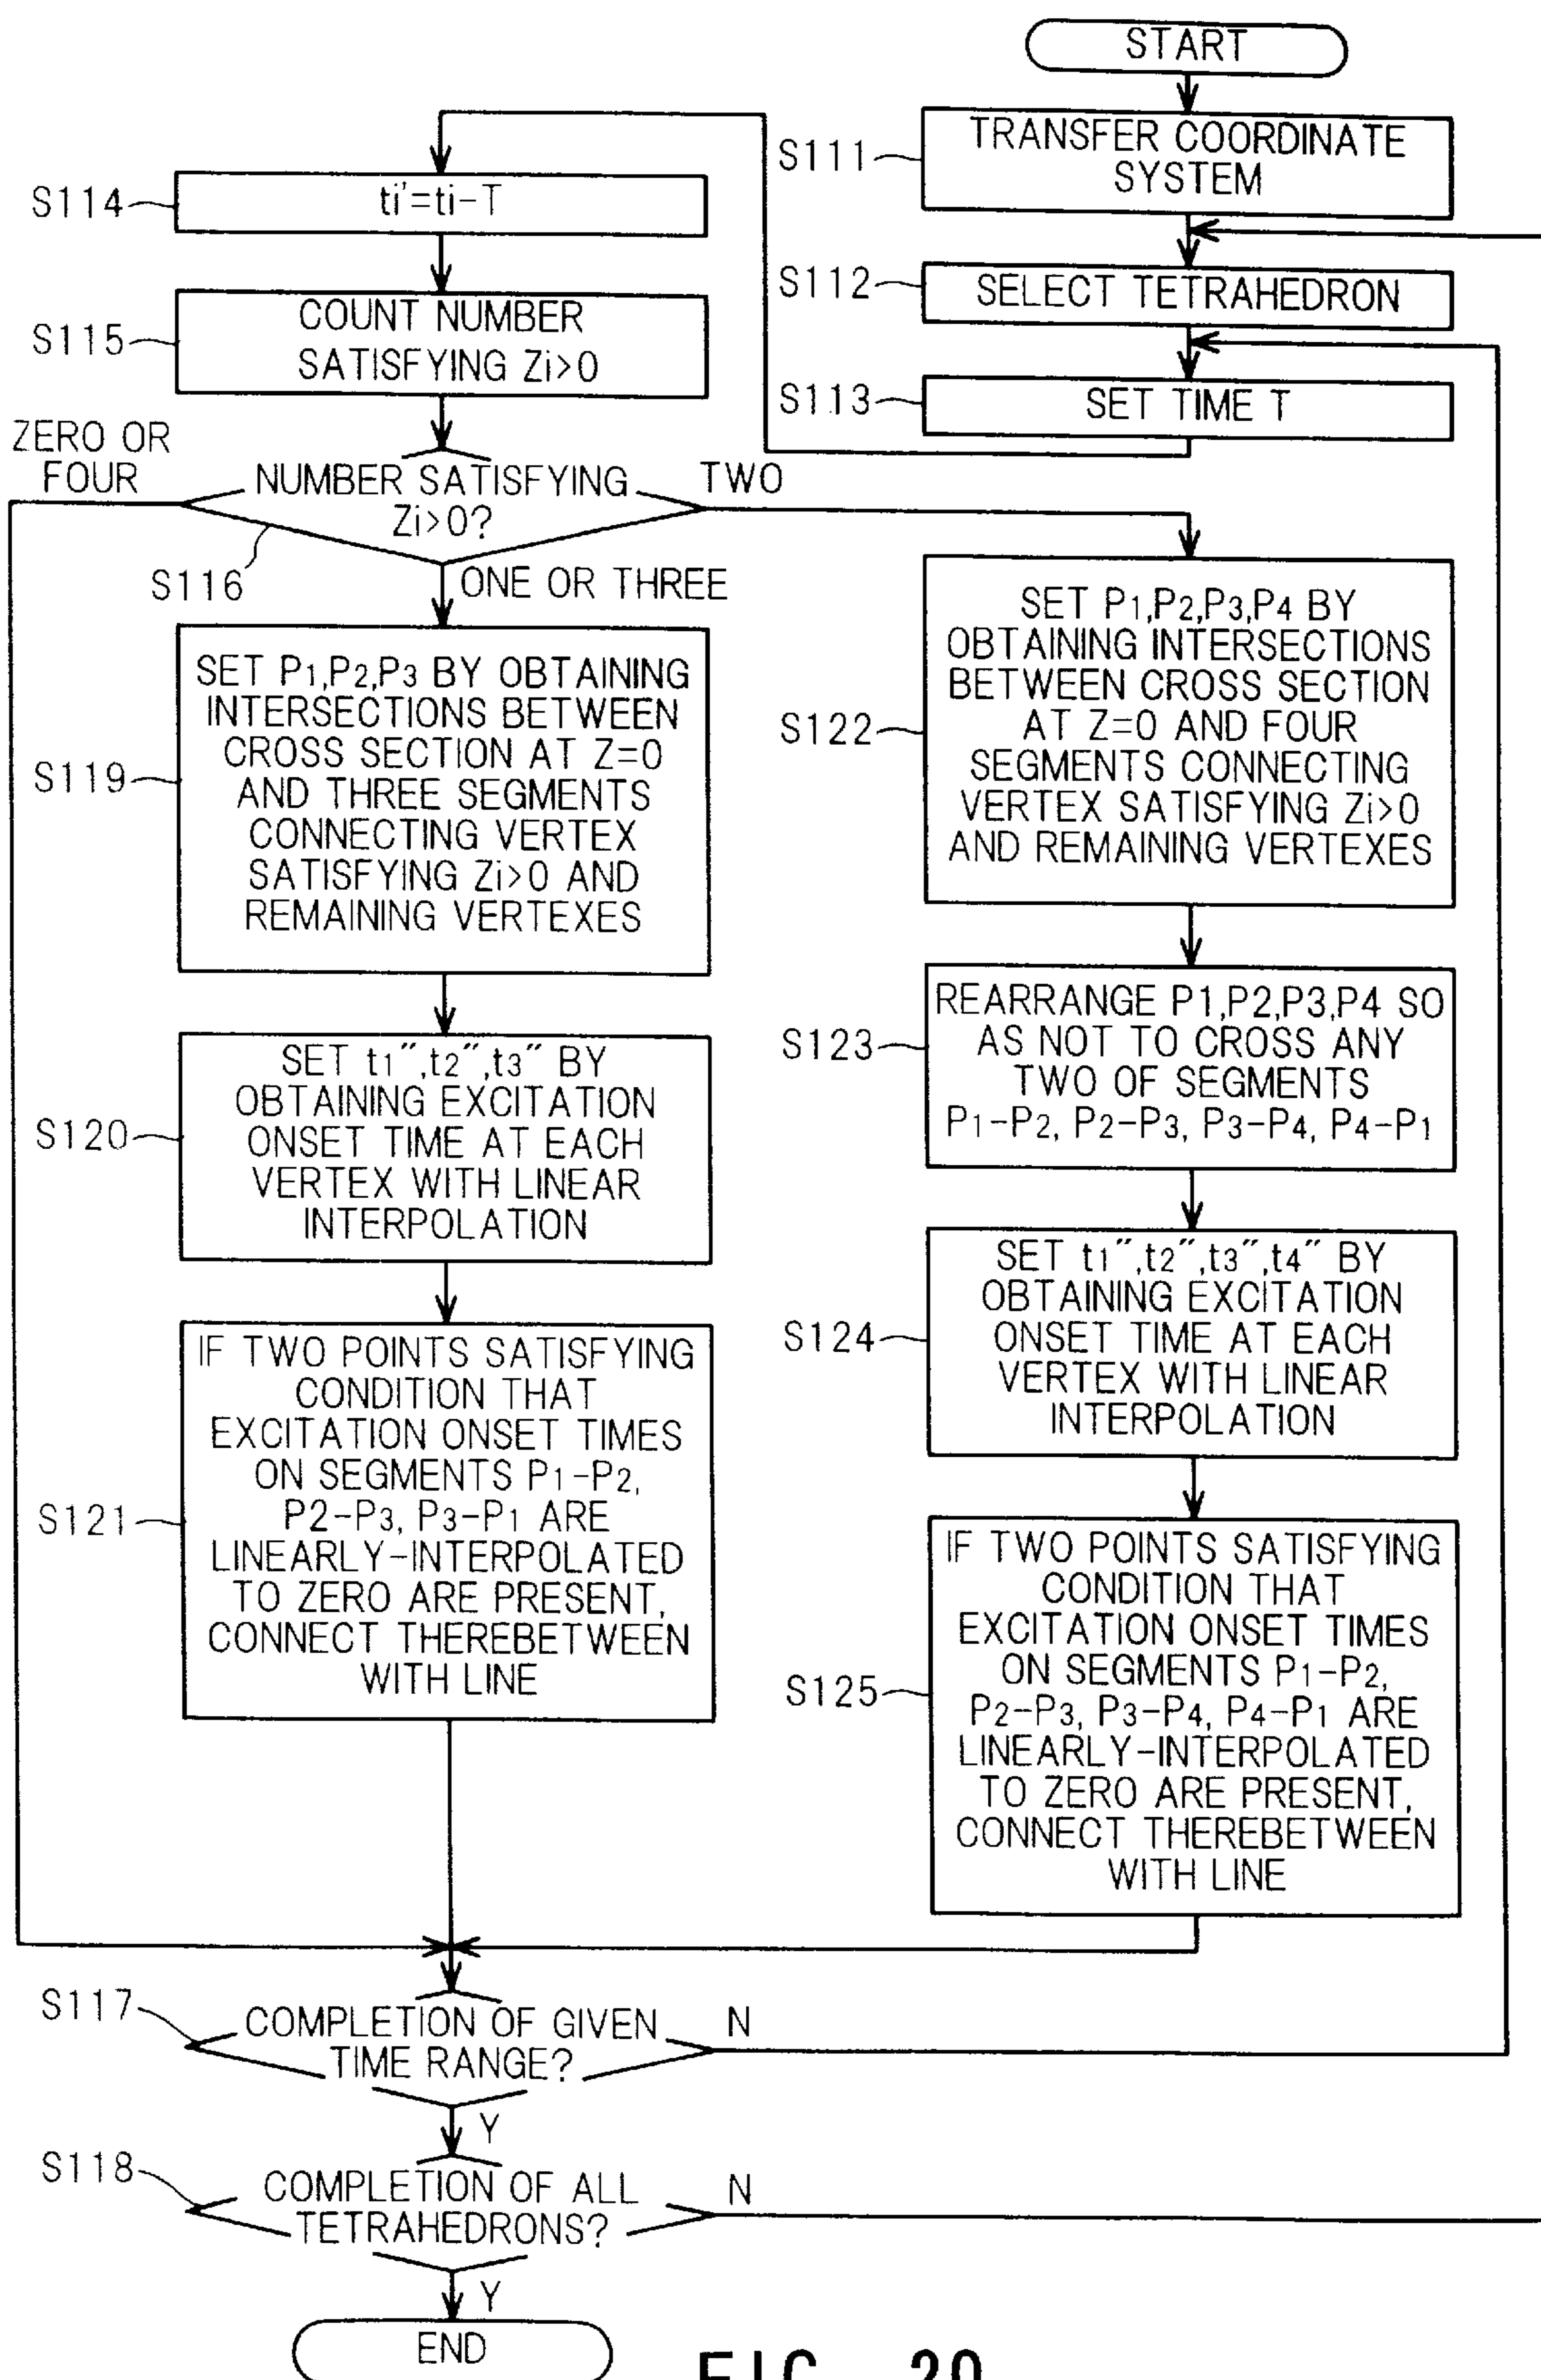 START
S111
TRANSFER COORDINATE
SYSTEM
S112
SELECT TETRAHEDRON
S113
SET TIME T
S114
ti'=ti-T
S115
COUNT NUMBER
SATISFYING Zi>0
ZERO OR
FOUR
NUMBER SATISFYING
Zi>0?
TWO
S116
ONE OR THREE
S119
SET P1,P2,P3 BY OBTAINING
INTERSECTIONS BETWEEN
CROSS SECTION AT Z=0
AND THREE SEGMENTS
CONNECTING VERTEX
SATISFYING Zi>0 AND
REMAINING VERTEXES
S120
SET t1″,t2″,t3″ BY
OBTAINING EXCITATION
ONSET TIME AT EACH
VERTEX WITH LINEAR
INTERPOLATION
S121
IF TWO POINTS SATISFYING
CONDITION THAT
EXCITATION ONSET TIMES
ON SEGMENTS P1-P2,
P2-P3, P3-P1 ARE
LINEARLY-INTERPOLATED
TO ZERO ARE PRESENT,
CONNECT THEREBETWEEN
WITH LINE
S122
SET P1,P2,P3,P4 BY
OBTAINING INTERSECTIONS
BETWEEN CROSS SECTION
AT Z=0 AND FOUR
SEGMENTS CONNECTING
VERTEX SATISFYING Zi>0
AND REMAINING VERTEXES
S123
REARRANGE P1,P2,P3,P4 SO
AS NOT TO CROSS ANY
TWO OF SEGMENTS
P1-P2, P2-P3, P3-P4, P4-P1
S124
SET t1″,t2″,t3″,t4″ BY
OBTAINING EXCITATION
ONSET TIME AT EACH
VERTEX WITH LINEAR
INTERPOLATION
S125
IF TWO POINTS SATISFYING
CONDITION THAT
EXCITATION ONSET TIMES
ON SEGMENTS P1-P2,
P2-P3, P3-P4, P4-P1 ARE
LINEARLY-INTERPOLATED
TO ZERO ARE PRESENT,
CONNECT THEREBETWEEN
WITH LINE
S117
COMPLETION OF GIVEN
TIME RANGE?
N
Y
S118
COMPLETION OF ALL
TETRAHEDRONS?
N
Y
END